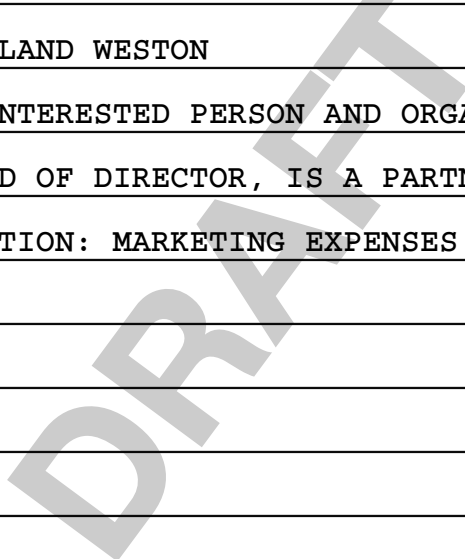 LAND WESTON
NTERESTED PERSON AND ORGA
D OF DIRECTOR, IS A PARTN
TION: MARKETING EXPENSES
DRAFT